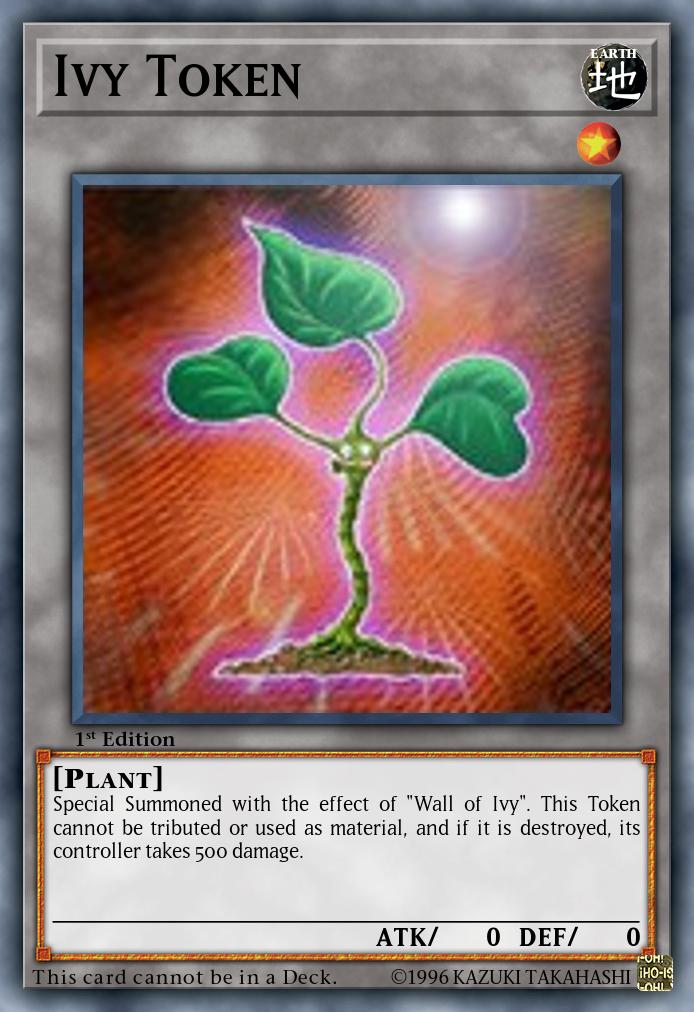 Ivy Token
EARTH
地
1st Edition
[Plant]
Special Summoned with the effect of "Wall of Ivy". This Token
cannot be tributed or used as material, and if it is destroyed, its
controller takes 500 damage.
ATK/ 0 DEF/ 0
This card cannot be in a Deck. ©1996 KAZUKI TAKAHASHI